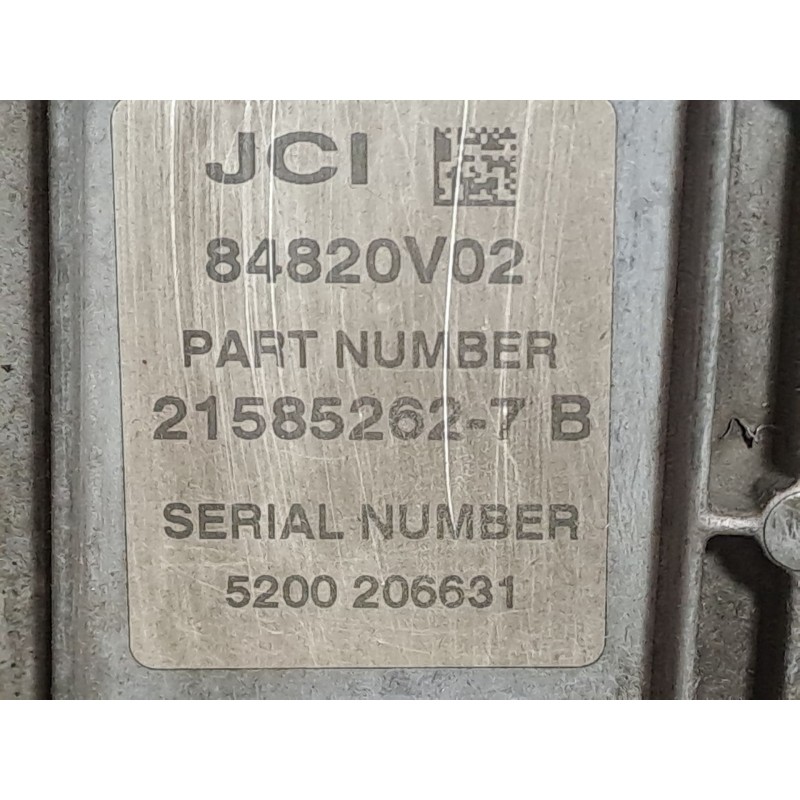 JCI
84820V02
PART NUMBER
21585262-7 B
SERIAL NUMBER
5200 206631